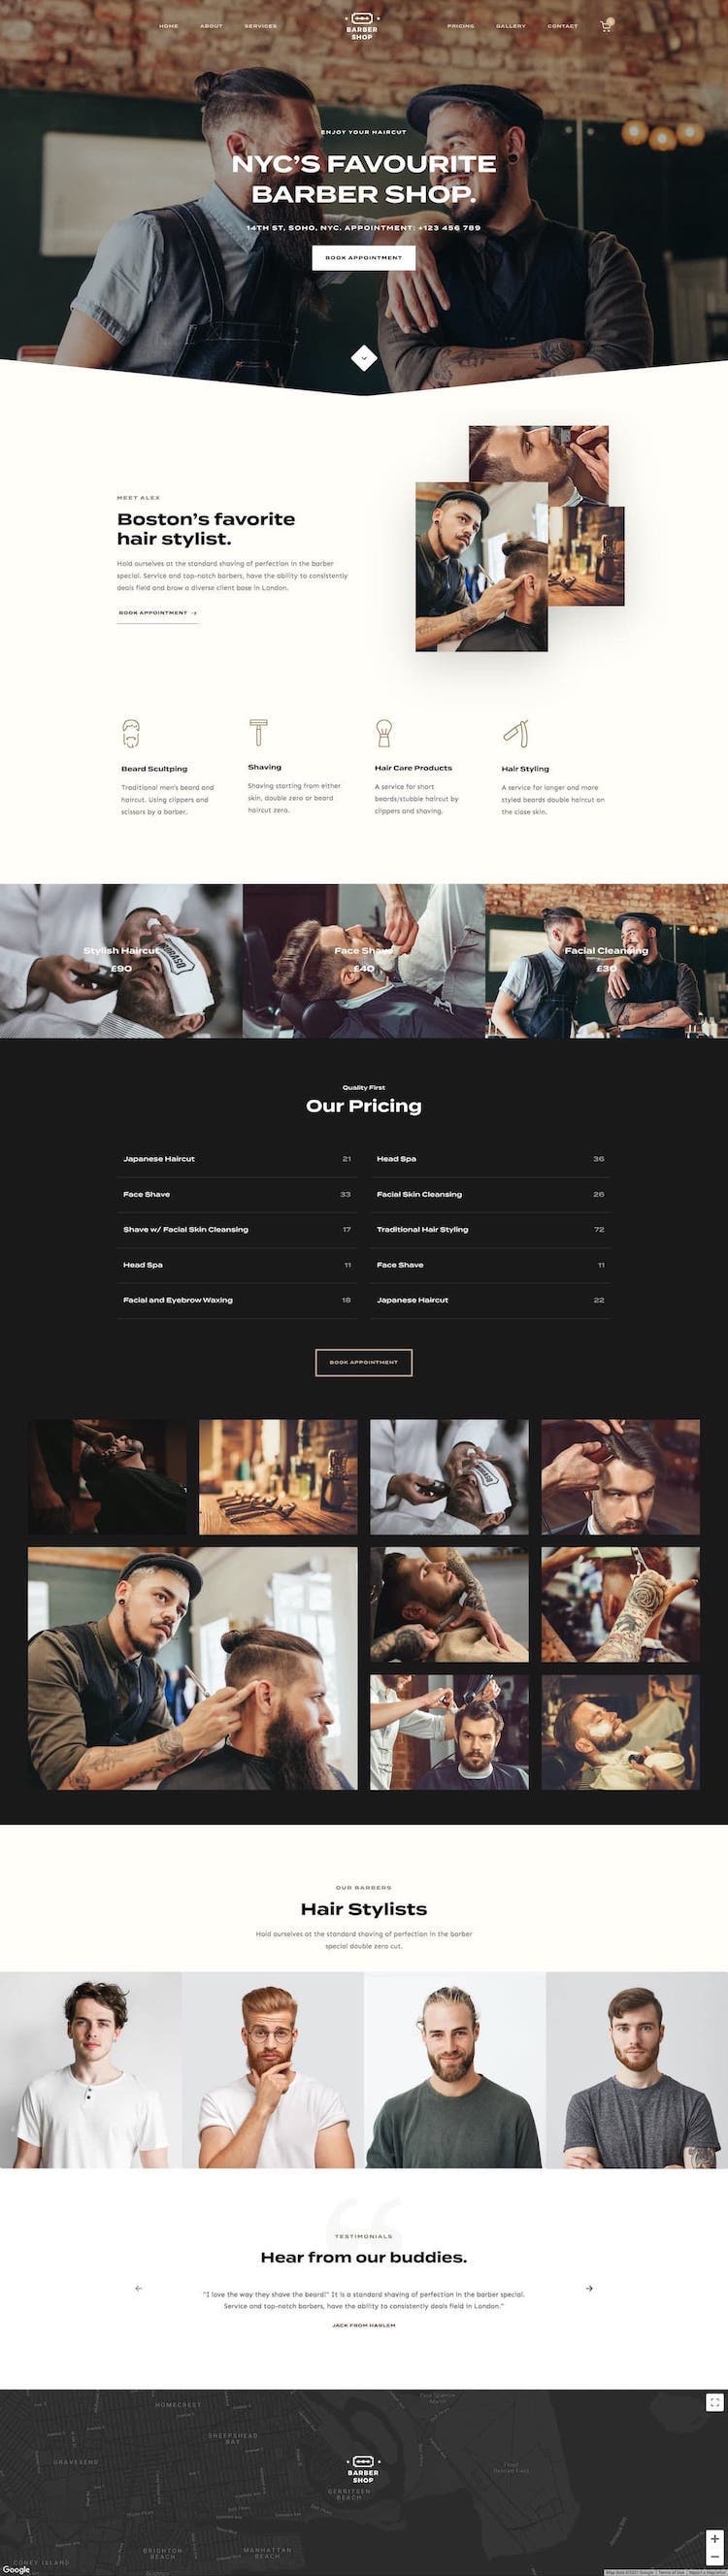 HOME ABOUT SERVICES
BARBER
SHOP
PRICING GALLERY CONTACT
ENJOY YOUR HAIRCUT
NYC'S FAVOURITE
BARBER SHOP.
14TH ST, SOHO, NYC. APPOINTMENT: +123 456 789
BOOK APPOINTMENT
MEET ALEX
Boston's favorite
hair stylist.
Hold ourselves at the standard shaving of perfection in the barber
special. Service and top-notch barbers, have the ability to consistently
deals field and brow a diverse client base in London.
BOOK APPOINTMENT →
Beard Scultping
Traditional men's beard and
haircut. Using clippers and
scissors by a barber.
Shaving
Shaving starting from either
skin, double zero or beard
haircut zero.
Hair Care Products
A service for short
beards/stubble haircut by
clippers and shaving.
Hair Styling
A service for longer and more
styled beards double haircut on
the close skin.
Stylish Haircut
£90
Face Shave
£40
Facial Cleansing
£30
Quality First
Our Pricing
Japanese Haircut 21
Face Shave 33
Shave w/ Facial Skin Cleansing 17
Head Spa 11
Facial and Eyebrow Waxing 18
Head Spa 36
Facial Skin Cleansing 26
Traditional Hair Styling 72
Face Shave 11
Japanese Haircut 22
BOOK APPOINTMENT
OUR BARBERS
Hair Stylists
Hold ourselves at the standard shaving of perfection in the barber
special double zero cut.
TESTIMONIALS
Hear from our buddies.
"I love the way they shave the beard!" It is a standard shaving of perfection in the barber special.
Service and top-notch barbers, have the ability to consistently deals field in London."
JACK FROM HARLEM
HOMECREST
SHEEPSHEAD
BAY
GRAVESEND
BARBER
SHOP
GERRITSEN
BEACH
BRIGHTON
BEACH
MANHATTAN
BEACH
CONEY ISLAND
Google